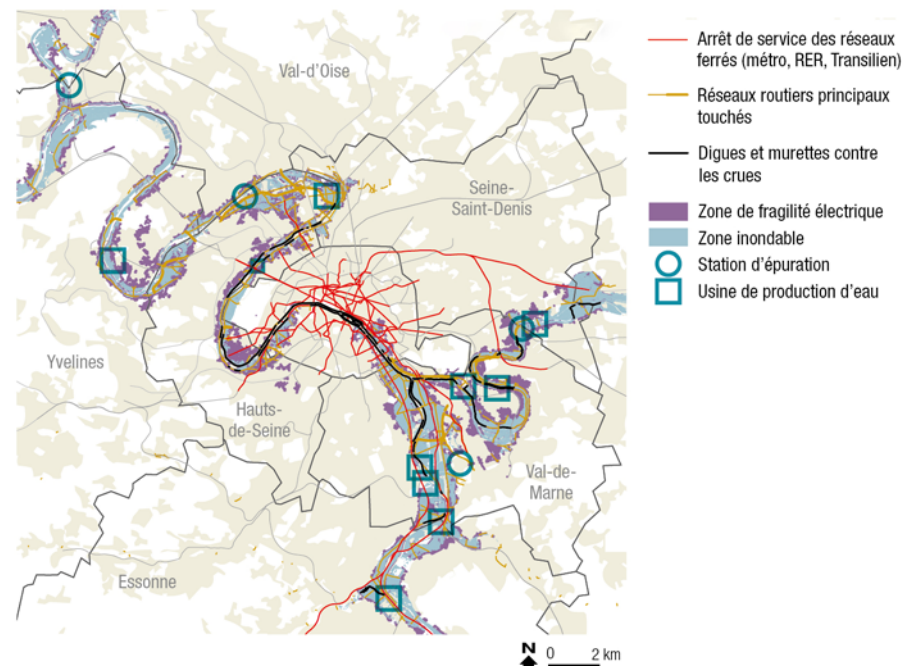 Val-d'Oise
Seine-
Saint-Denis
Yvelines
Hauts-
de-Seine
Val-de-
Marne
Essonne
N 0 2 km
Arrêt de service des réseaux
ferrés (métro, RER, Transilien)
Réseaux routiers principaux
touchés
Digues et murettes contre
les crues
Zone de fragilité électrique
Zone inondable
Station d'épuration
Usine de production d'eau